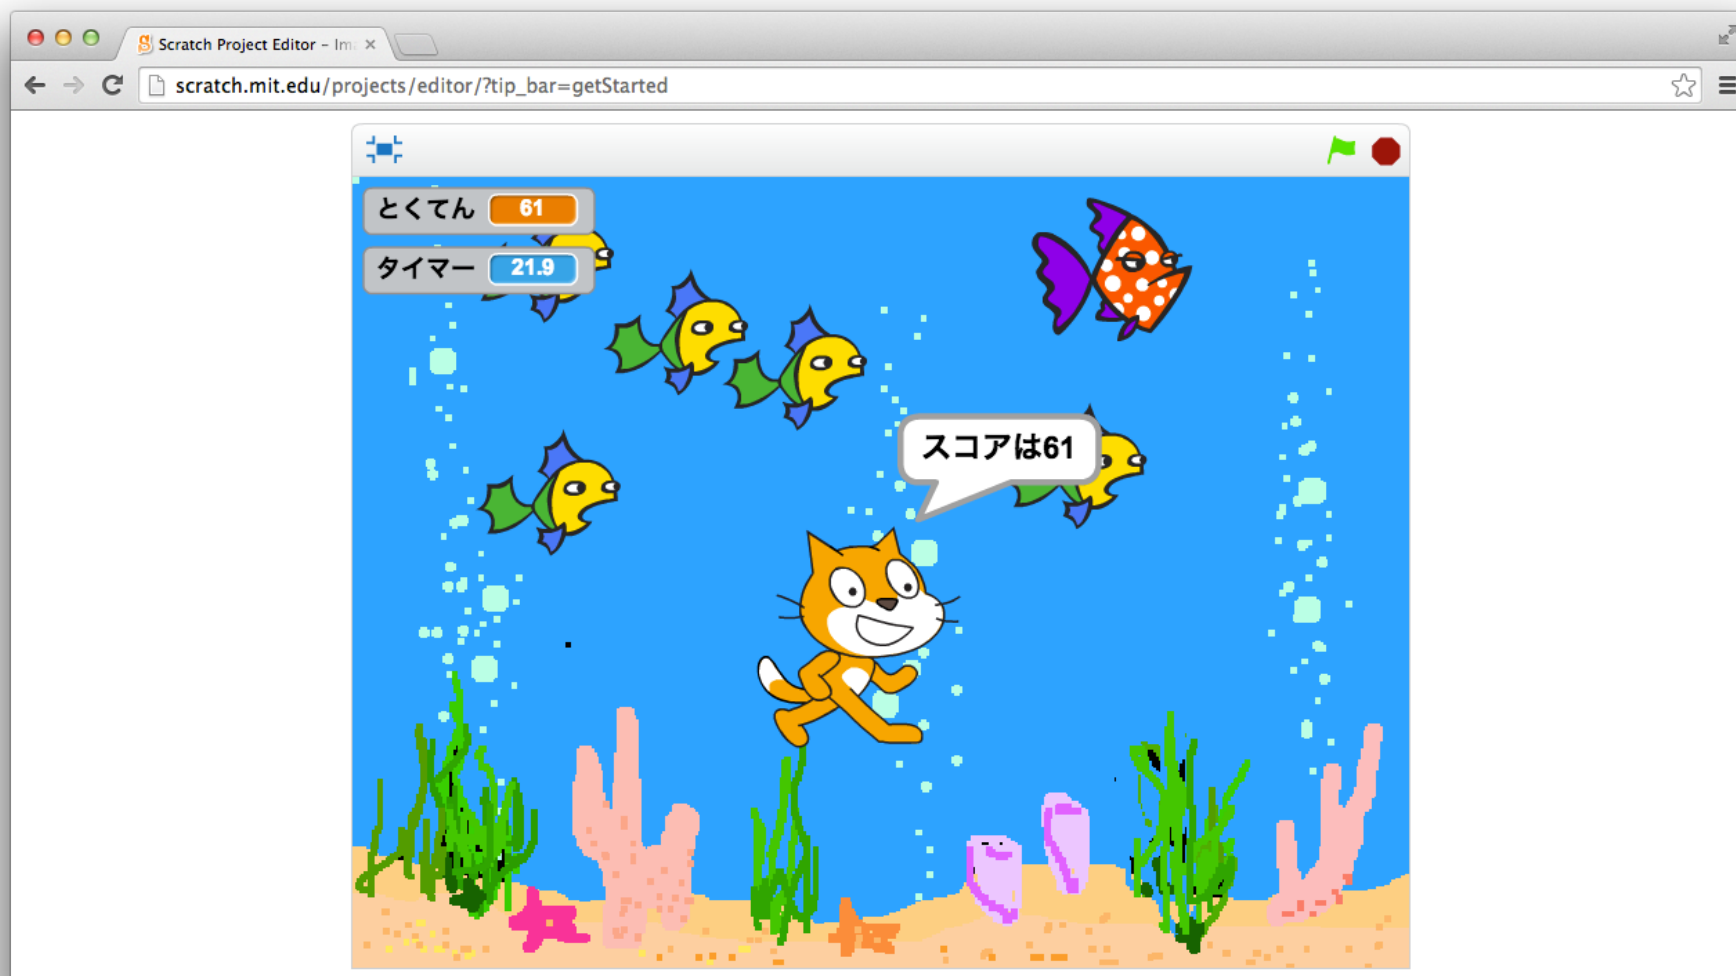 Scratch Project Editor – Im
scratch.mit.edu/projects/editor/?tip_bar=getStarted
とくてん 61
タイマー 21.9
スコアは61